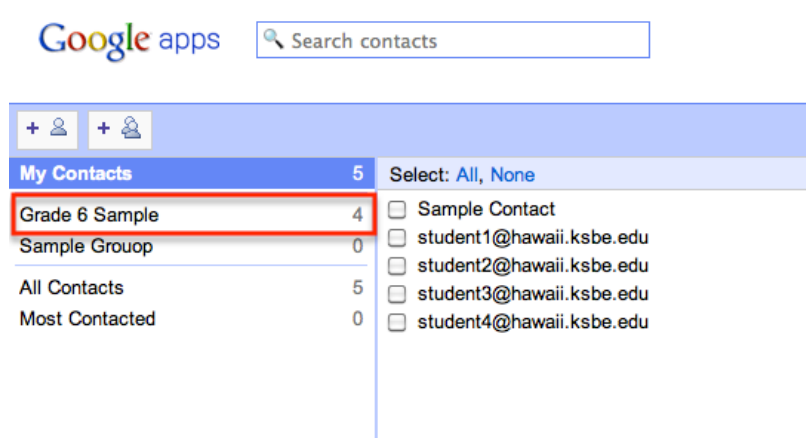 Google apps
Search contacts
+ +
My Contacts 5
Grade 6 Sample 4
Sample Grouop 0
All Contacts 5
Most Contacted 0
Select: All, None
Sample Contact
student1@hawaii.ksbe.edu
student2@hawaii.ksbe.edu
student3@hawaii.ksbe.edu
student4@hawaii.ksbe.edu